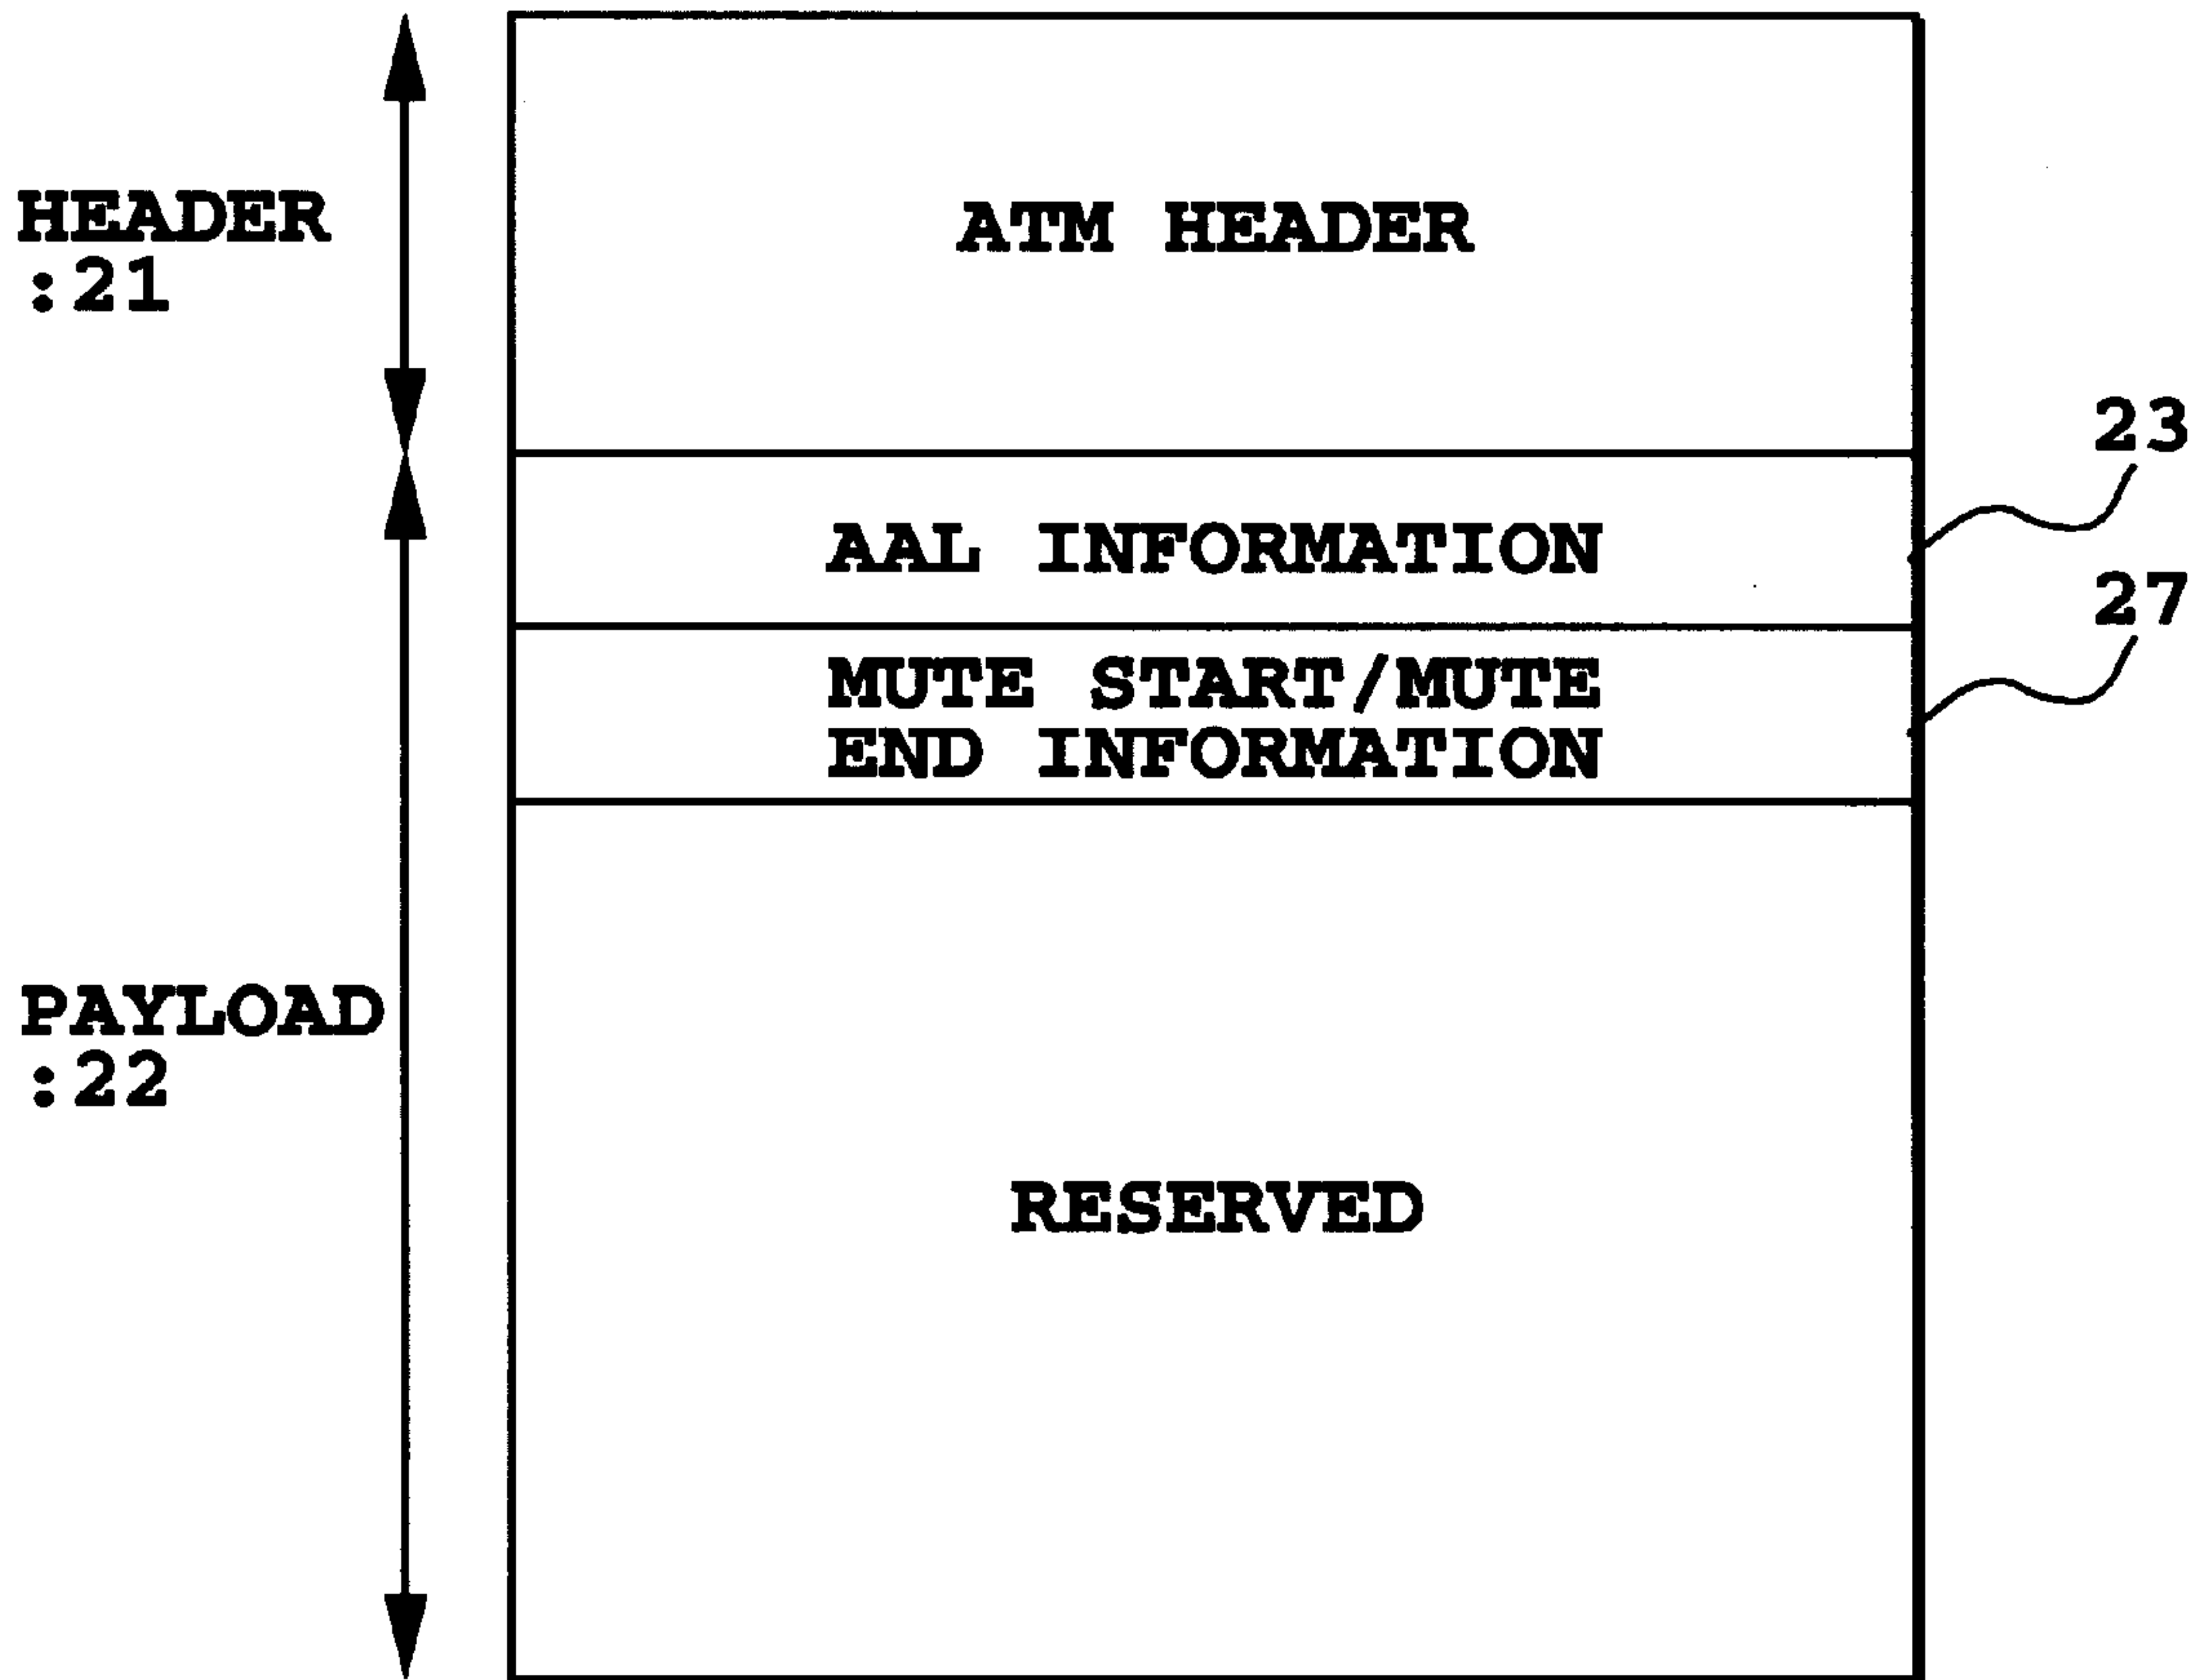 HEADER
:21
ATM HEADER
23
AAL INFORMATION
27
MUTE START/MUTE
END INFORMATION
PAYLOAD
:22
RESERVED